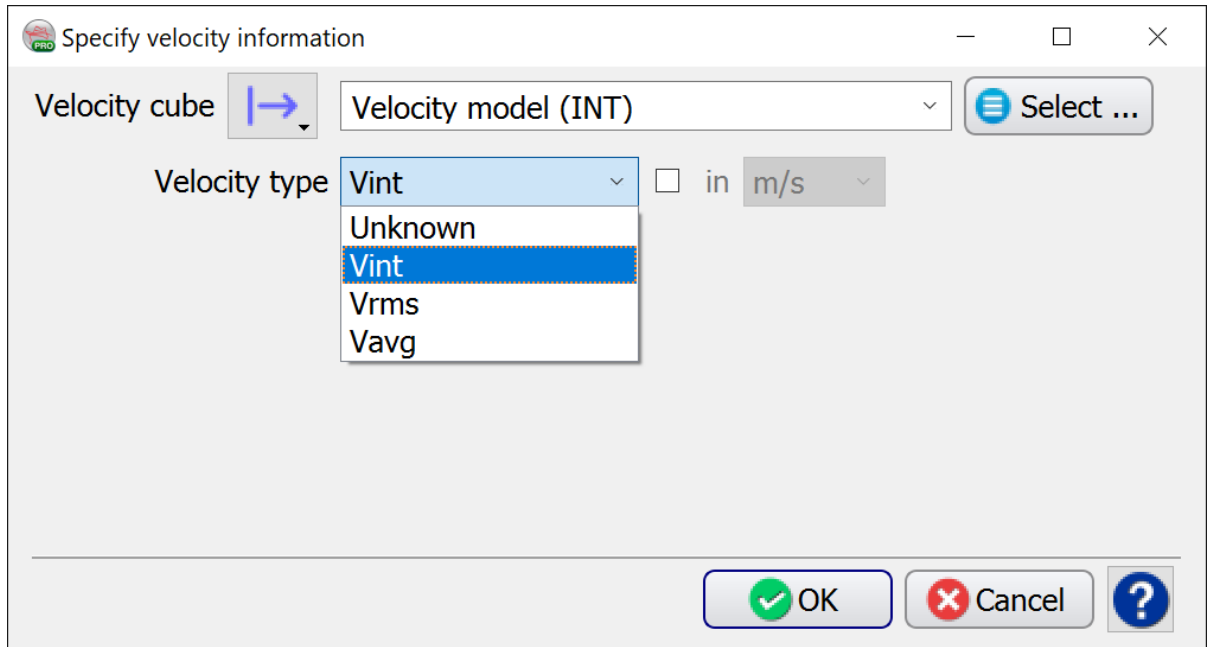 PRO Specify velocity information
Velocity cube Velocity model (INT) Select ...
Velocity type Vint in m/s
Unknown
Vint
Vrms
Vavg
OK Cancel ?